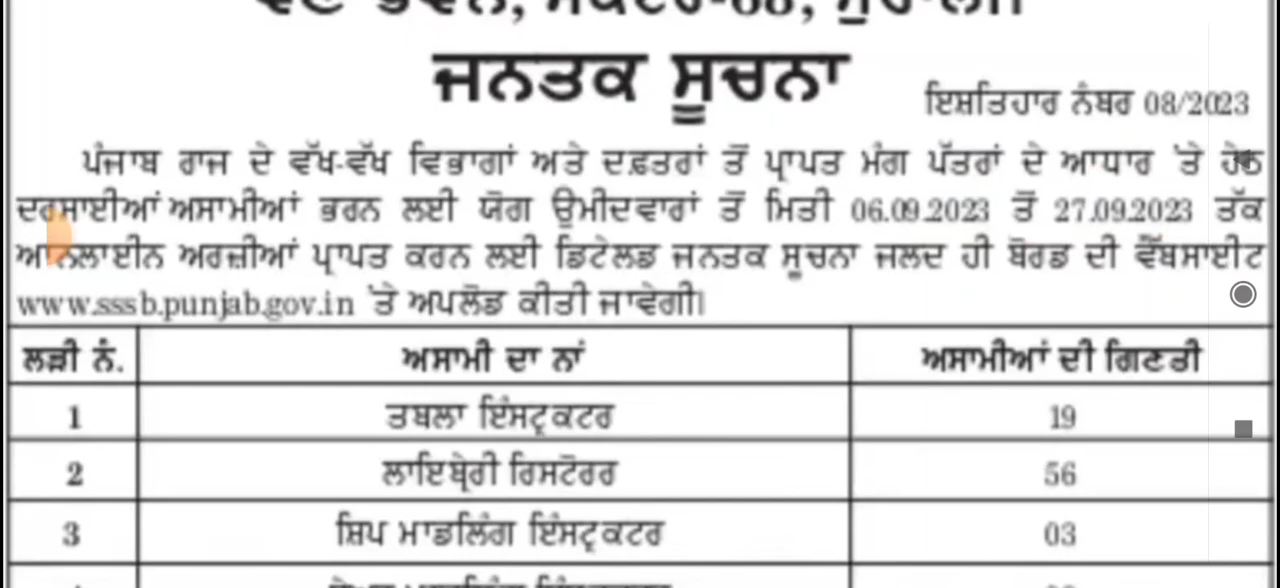 ਜਨਤਕ ਸੂਚਨਾ
ਇਸ਼ਤਿਹਾਰ ਨੰਬਰ 08/2023
ਪੰਜਾਬ ਰਾਜ ਦੇ ਵੱਖ-ਵੱਖ ਵਿਭਾਗਾਂ ਅਤੇ ਦਫ਼ਤਰਾਂ ਤੋਂ ਪ੍ਰਾਪਤ ਮੰਗ ਪੱਤਰਾਂ ਦੇ ਆਧਾਰ 'ਤੇ ਹੇਠ
ਦਰਸਾਈਆਂ ਅਸਾਮੀਆਂ ਭਰਨ ਲਈ ਯੋਗ ਉਮੀਦਵਾਰਾਂ ਤੋਂ ਮਿਤੀ 06.09.2023 ਤੋਂ 27.09.2023 ਤੱਕ
ਆਨਲਾਈਨ ਅਰਜ਼ੀਆਂ ਪ੍ਰਾਪਤ ਕਰਨ ਲਈ ਡਿਟੇਲਡ ਜਨਤਕ ਸੂਚਨਾ ਜਲਦ ਹੀ ਬੋਰਡ ਦੀ ਵੈੱਬਸਾਈਟ
www.sssb.punjab.gov.in 'ਤੇ ਅਪਲੋਡ ਕੀਤੀ ਜਾਵੇਗੀ।
ਲੜੀ ਨੰ. ਅਸਾਮੀ ਦਾ ਨਾਂ ਅਸਾਮੀਆਂ ਦੀ ਗਿਣਤੀ
1 ਤਬਲਾ ਇੰਸਟ੍ਰਕਟਰ 19
2 ਲਾਇਬ੍ਰੇਰੀ ਰਿਸਟੋਰਰ 56
3 ਸ਼ਿਪ ਮਾਡਲਿੰਗ ਇੰਸਟ੍ਰਕਟਰ 03